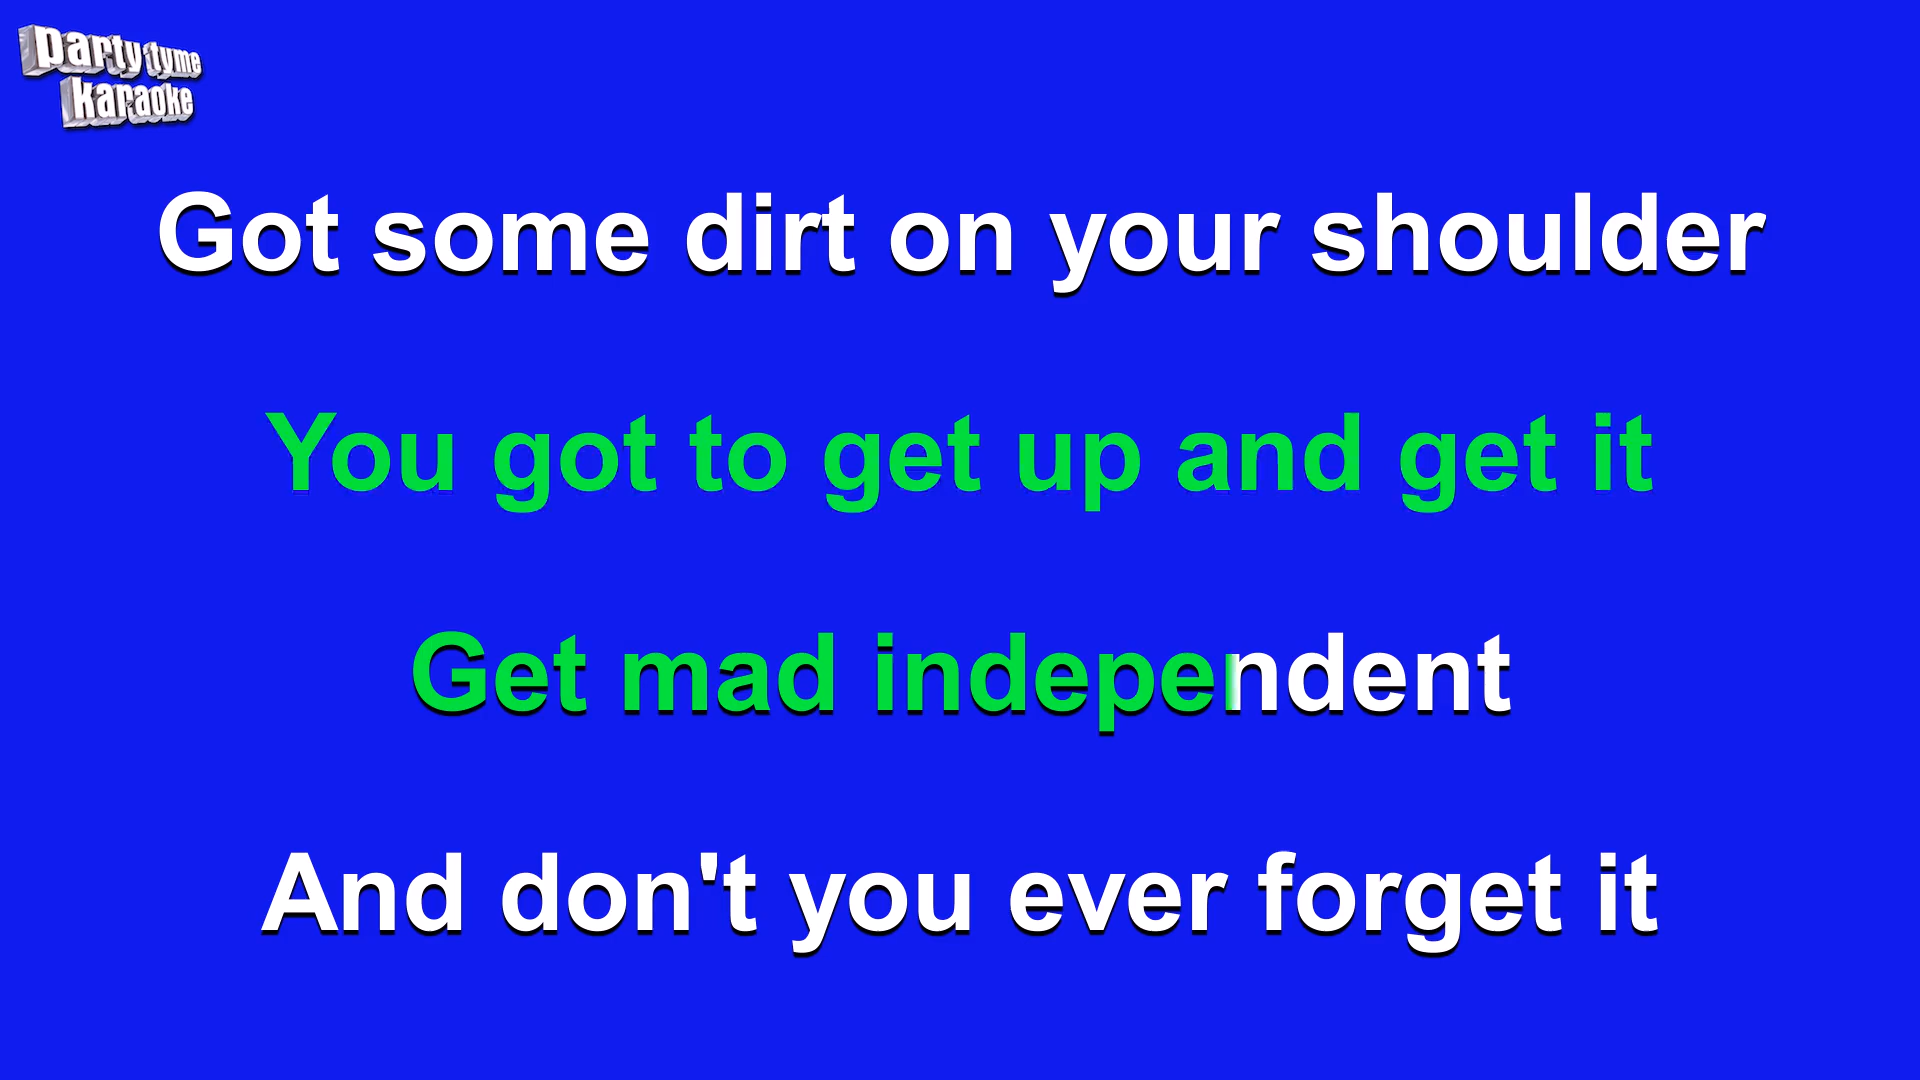 party tyme
karaoke
Got some dirt on your shoulder
You got to get up and get it
Get mad independent
And don't you ever forget it